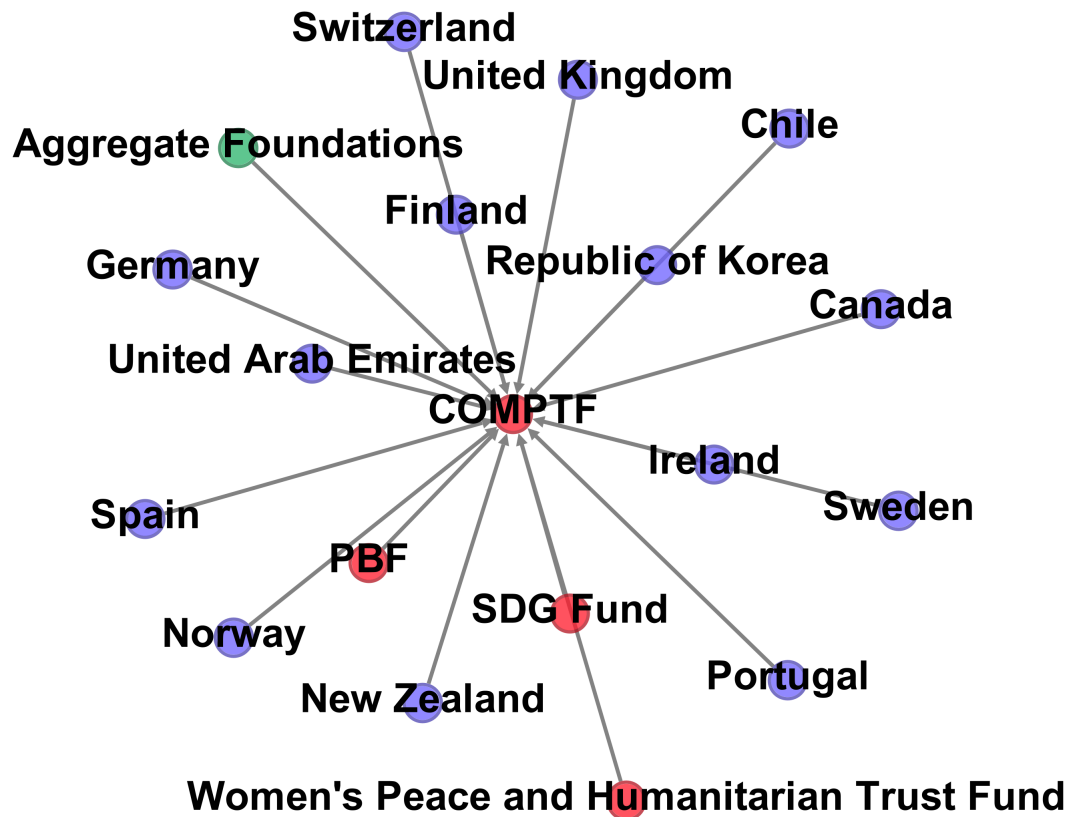 Switzerland
United Kingdom
Chile
Aggregate Foundations
Finland
Republic of Korea
Germany
Canada
United Arab Emirates
COMPTF
Ireland
Sweden
Spain
PBF
SDG Fund
Norway
Portugal
New Zealand
Women's Peace and Humanitarian Trust Fund